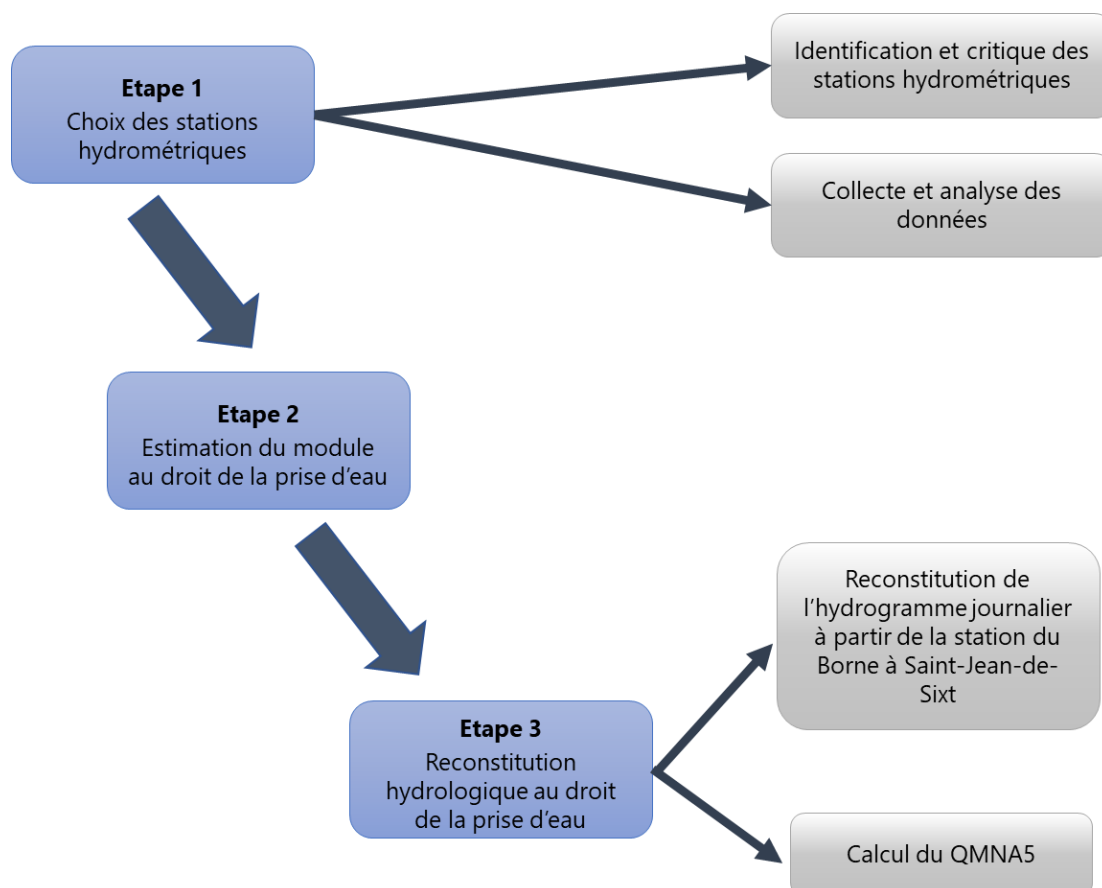 Etape 1
Choix des stations
hydrométriques
Identification et critique des
stations hydrométriques
Collecte et analyse des
données
Etape 2
Estimation du module
au droit de la prise d’eau
Etape 3
Reconstitution
hydrologique au droit
de la prise d’eau
Reconstitution de
l’hydrogramme journalier
à partir de la station du
Borne à Saint-Jean-de-
Sixt
Calcul du QMNA5